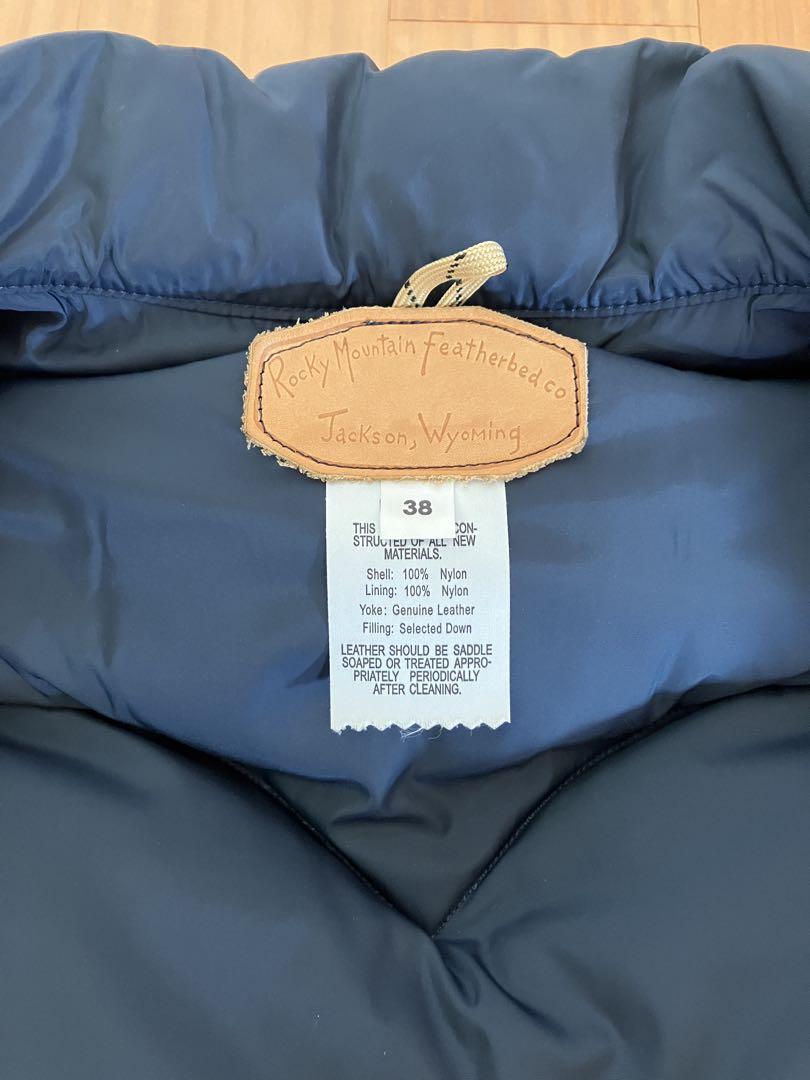 Rocky Mountain Featherbed co
Jackson, Wyoming
38
THIS CON-
STRUCTED OF ALL NEW
MATERIALS.
Shell: 100% Nylon
Lining: 100% Nylon
Yoke: Genuine Leather
Filling: Selected Down
LEATHER SHOULD BE SADDLE
SOAPED OR TREATED APPRO-
PRIATELY PERIODICALLY
AFTER CLEANING.